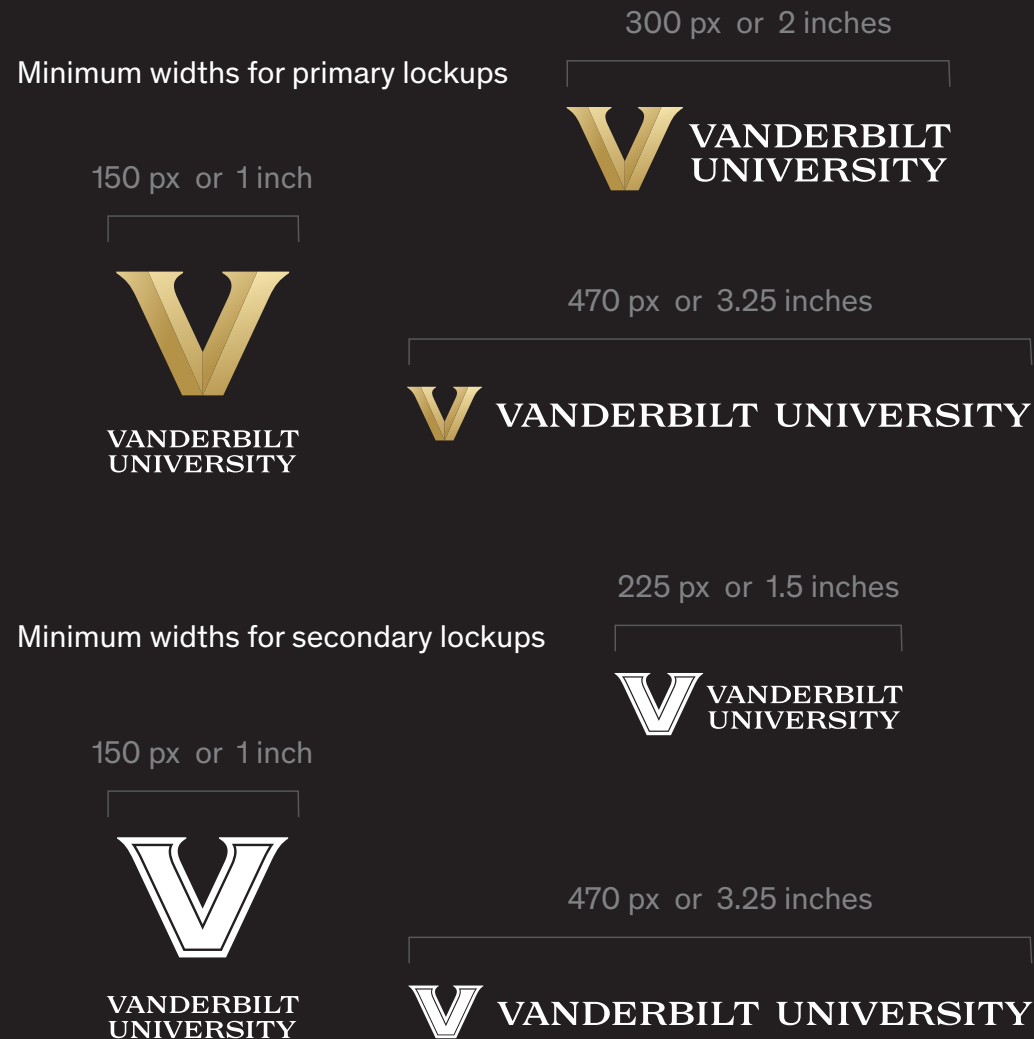 300 px or 2 inches
Minimum widths for primary lockups
VANDERBILT
UNIVERSITY
150 px or 1 inch
470 px or 3.25 inches
VANDERBILT UNIVERSITY
VANDERBILT
UNIVERSITY
225 px or 1.5 inches
Minimum widths for secondary lockups
VANDERBILT
UNIVERSITY
150 px or 1 inch
470 px or 3.25 inches
VANDERBILT UNIVERSITY
VANDERBILT
UNIVERSITY